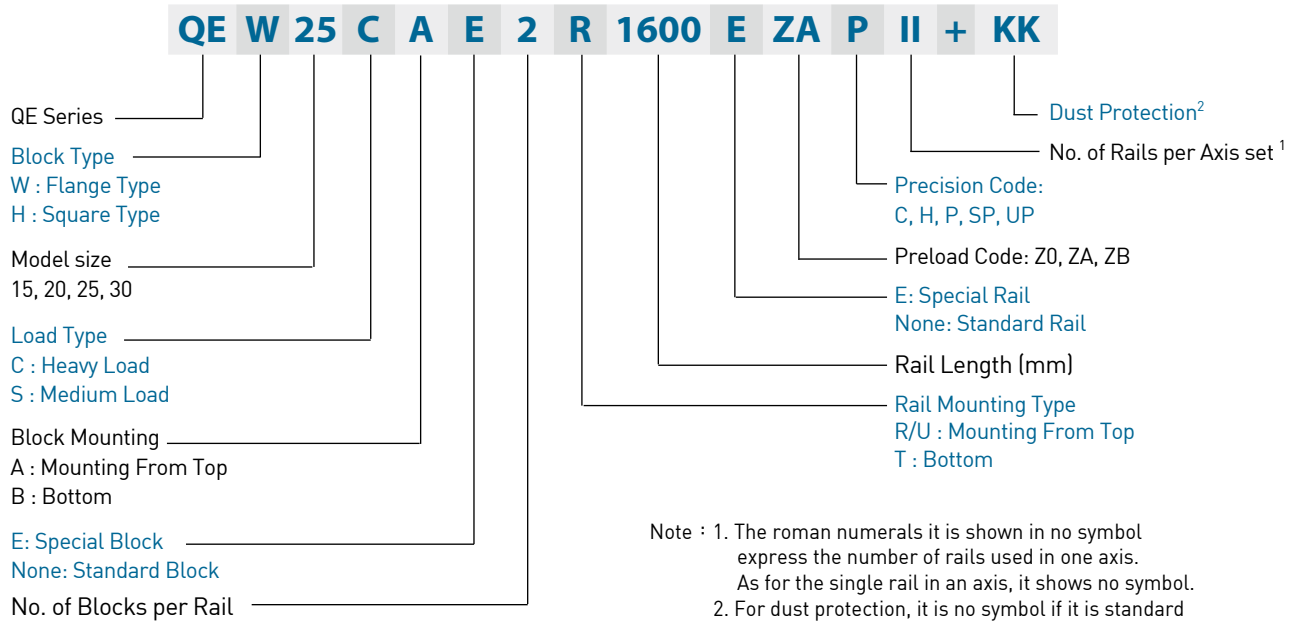 QE W 25 C A E 2 R 1600 E ZA P II + KK
QE Series
Block Type
W : Flange Type
H : Square Type
Model size
15, 20, 25, 30
Load Type
C : Heavy Load
S : Medium Load
Block Mounting
A : Mounting From Top
B : Bottom
E: Special Block
None: Standard Block
No. of Blocks per Rail
Dust Protection2
No. of Rails per Axis set 1
Precision Code:
C, H, P, SP, UP
Preload Code: Z0, ZA, ZB
E: Special Rail
None: Standard Rail
Rail Length (mm)
Rail Mounting Type
R/U : Mounting From Top
T : Bottom
Note : 1. The roman numerals it is shown in no symbol
express the number of rails used in one axis.
As for the single rail in an axis, it shows no symbol.
2. For dust protection, it is no symbol if it is standard